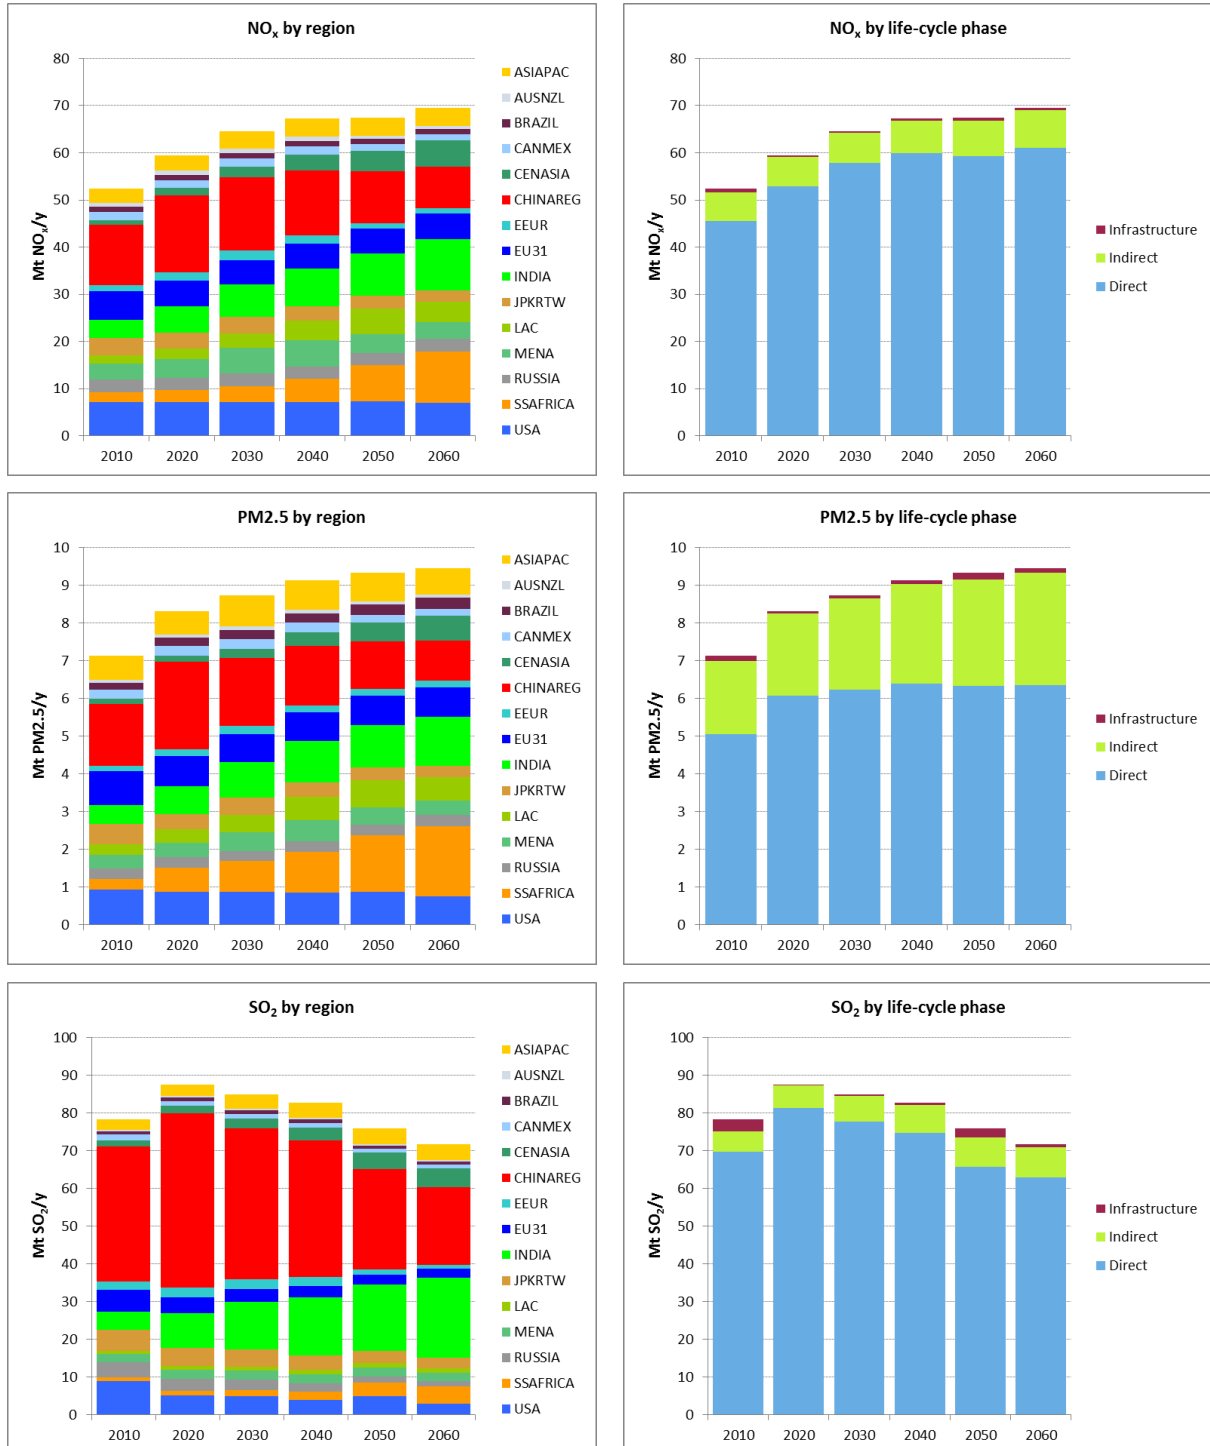 NOx by region
Mt NOx/y
80
70
60
50
40
30
20
10
0
2010 2020 2030 2040 2050 2060
ASIAPAC
AUSNZL
BRAZIL
CANMEX
CENASIA
CHINAREG
EEUR
EU31
INDIA
JPKRTW
LAC
MENA
RUSSIA
SSAFRICA
USA
NOx by life-cycle phase
Mt NOx/y
80
70
60
50
40
30
20
10
0
2010 2020 2030 2040 2050 2060
Infrastructure
Indirect
Direct
PM2.5 by region
Mt PM2.5/y
10
9
8
7
6
5
4
3
2
1
0
2010 2020 2030 2040 2050 2060
ASIAPAC
AUSNZL
BRAZIL
CANMEX
CENASIA
CHINAREG
EEUR
EU31
INDIA
JPKRTW
LAC
MENA
RUSSIA
SSAFRICA
USA
PM2.5 by life-cycle phase
Mt PM2.5/y
10
9
8
7
6
5
4
3
2
1
0
2010 2020 2030 2040 2050 2060
Infrastructure
Indirect
Direct
SO2 by region
Mt SO2/y
100
90
80
70
60
50
40
30
20
10
0
2010 2020 2030 2040 2050 2060
ASIAPAC
AUSNZL
BRAZIL
CANMEX
CENASIA
CHINAREG
EEUR
EU31
INDIA
JPKRTW
LAC
MENA
RUSSIA
SSAFRICA
USA
SO2 by life-cycle phase
Mt SO2/y
100
90
80
70
60
50
40
30
20
10
0
2010 2020 2030 2040 2050 2060
Infrastructure
Indirect
Direct